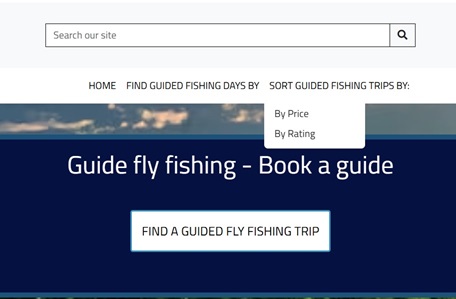 Search our site
HOME FIND GUIDED FISHING DAYS BY SORT GUIDED FISHING TRIPS BY:
By Price
By Rating
Guide fly fishing - Book a guide
FIND A GUIDED FLY FISHING TRIP